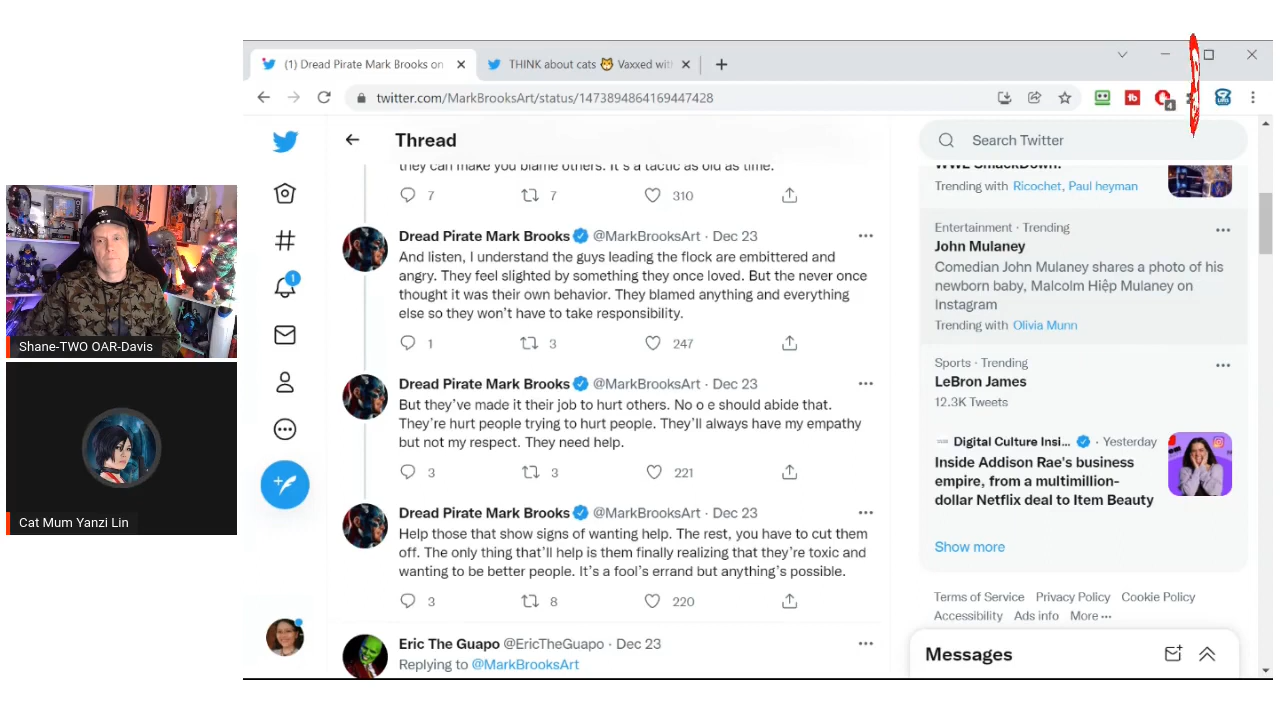 (1) Dread Pirate Mark Brooks on
THINK about cats 😺 Vaxxed with
twitter.com/MarkBrooksArt/status/1473894864169447428
4
Thread
Search Twitter
they can make you blame others. It's a tactic as old as time.
7 7 310
Dread Pirate Mark Brooks @MarkBrooksArt · Dec 23
And listen, I understand the guys leading the flock are embittered and
angry. They feel slighted by something they once loved. But the never once
thought it was their own behavior. They blamed anything and everything
else so they won't have to take responsibility.
1 3 247
Dread Pirate Mark Brooks @MarkBrooksArt · Dec 23
But they've made it their job to hurt others. No o e should abide that.
They're hurt people trying to hurt people. They'll always have my empathy
but not my respect. They need help.
3 3 221
Dread Pirate Mark Brooks @MarkBrooksArt · Dec 23
Help those that show signs of wanting help. The rest, you have to cut them
off. The only thing that'll help is them finally realizing that they're toxic and
wanting to be better people. It's a fool's errand but anything's possible.
3 8 220
Eric The Guapo @EricTheGuapo · Dec 23
Replying to @MarkBrooksArt
1
WWE SmackDown!
Trending with Ricochet, Paul heyman
Entertainment · Trending
John Mulaney
Comedian John Mulaney shares a photo of his
newborn baby, Malcolm Hiệp Mulaney on
Instagram
Trending with Olivia Munn
Sports · Trending
LeBron James
12.3K Tweets
Digital Culture Insi... · Yesterday
Inside Addison Rae's business
empire, from a multimillion-
dollar Netflix deal to Item Beauty
Show more
Terms of Service Privacy Policy Cookie Policy
Accessibility Ads info More ···
Messages
Shane-TWO OAR-Davis
Cat Mum Yanzi Lin